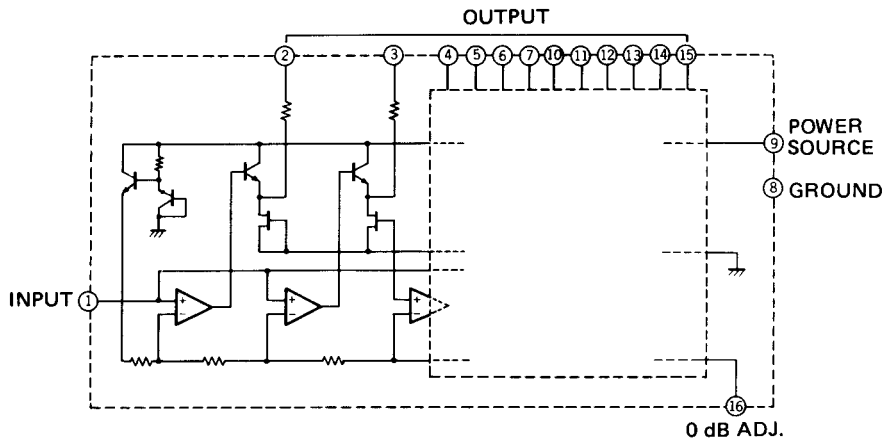 OUTPUT
2 3 4 5 6 7 10 11 12 13 14 15
9 POWER SOURCE
8 GROUND
INPUT 1
+ + +
− − −
16
0 dB ADJ.